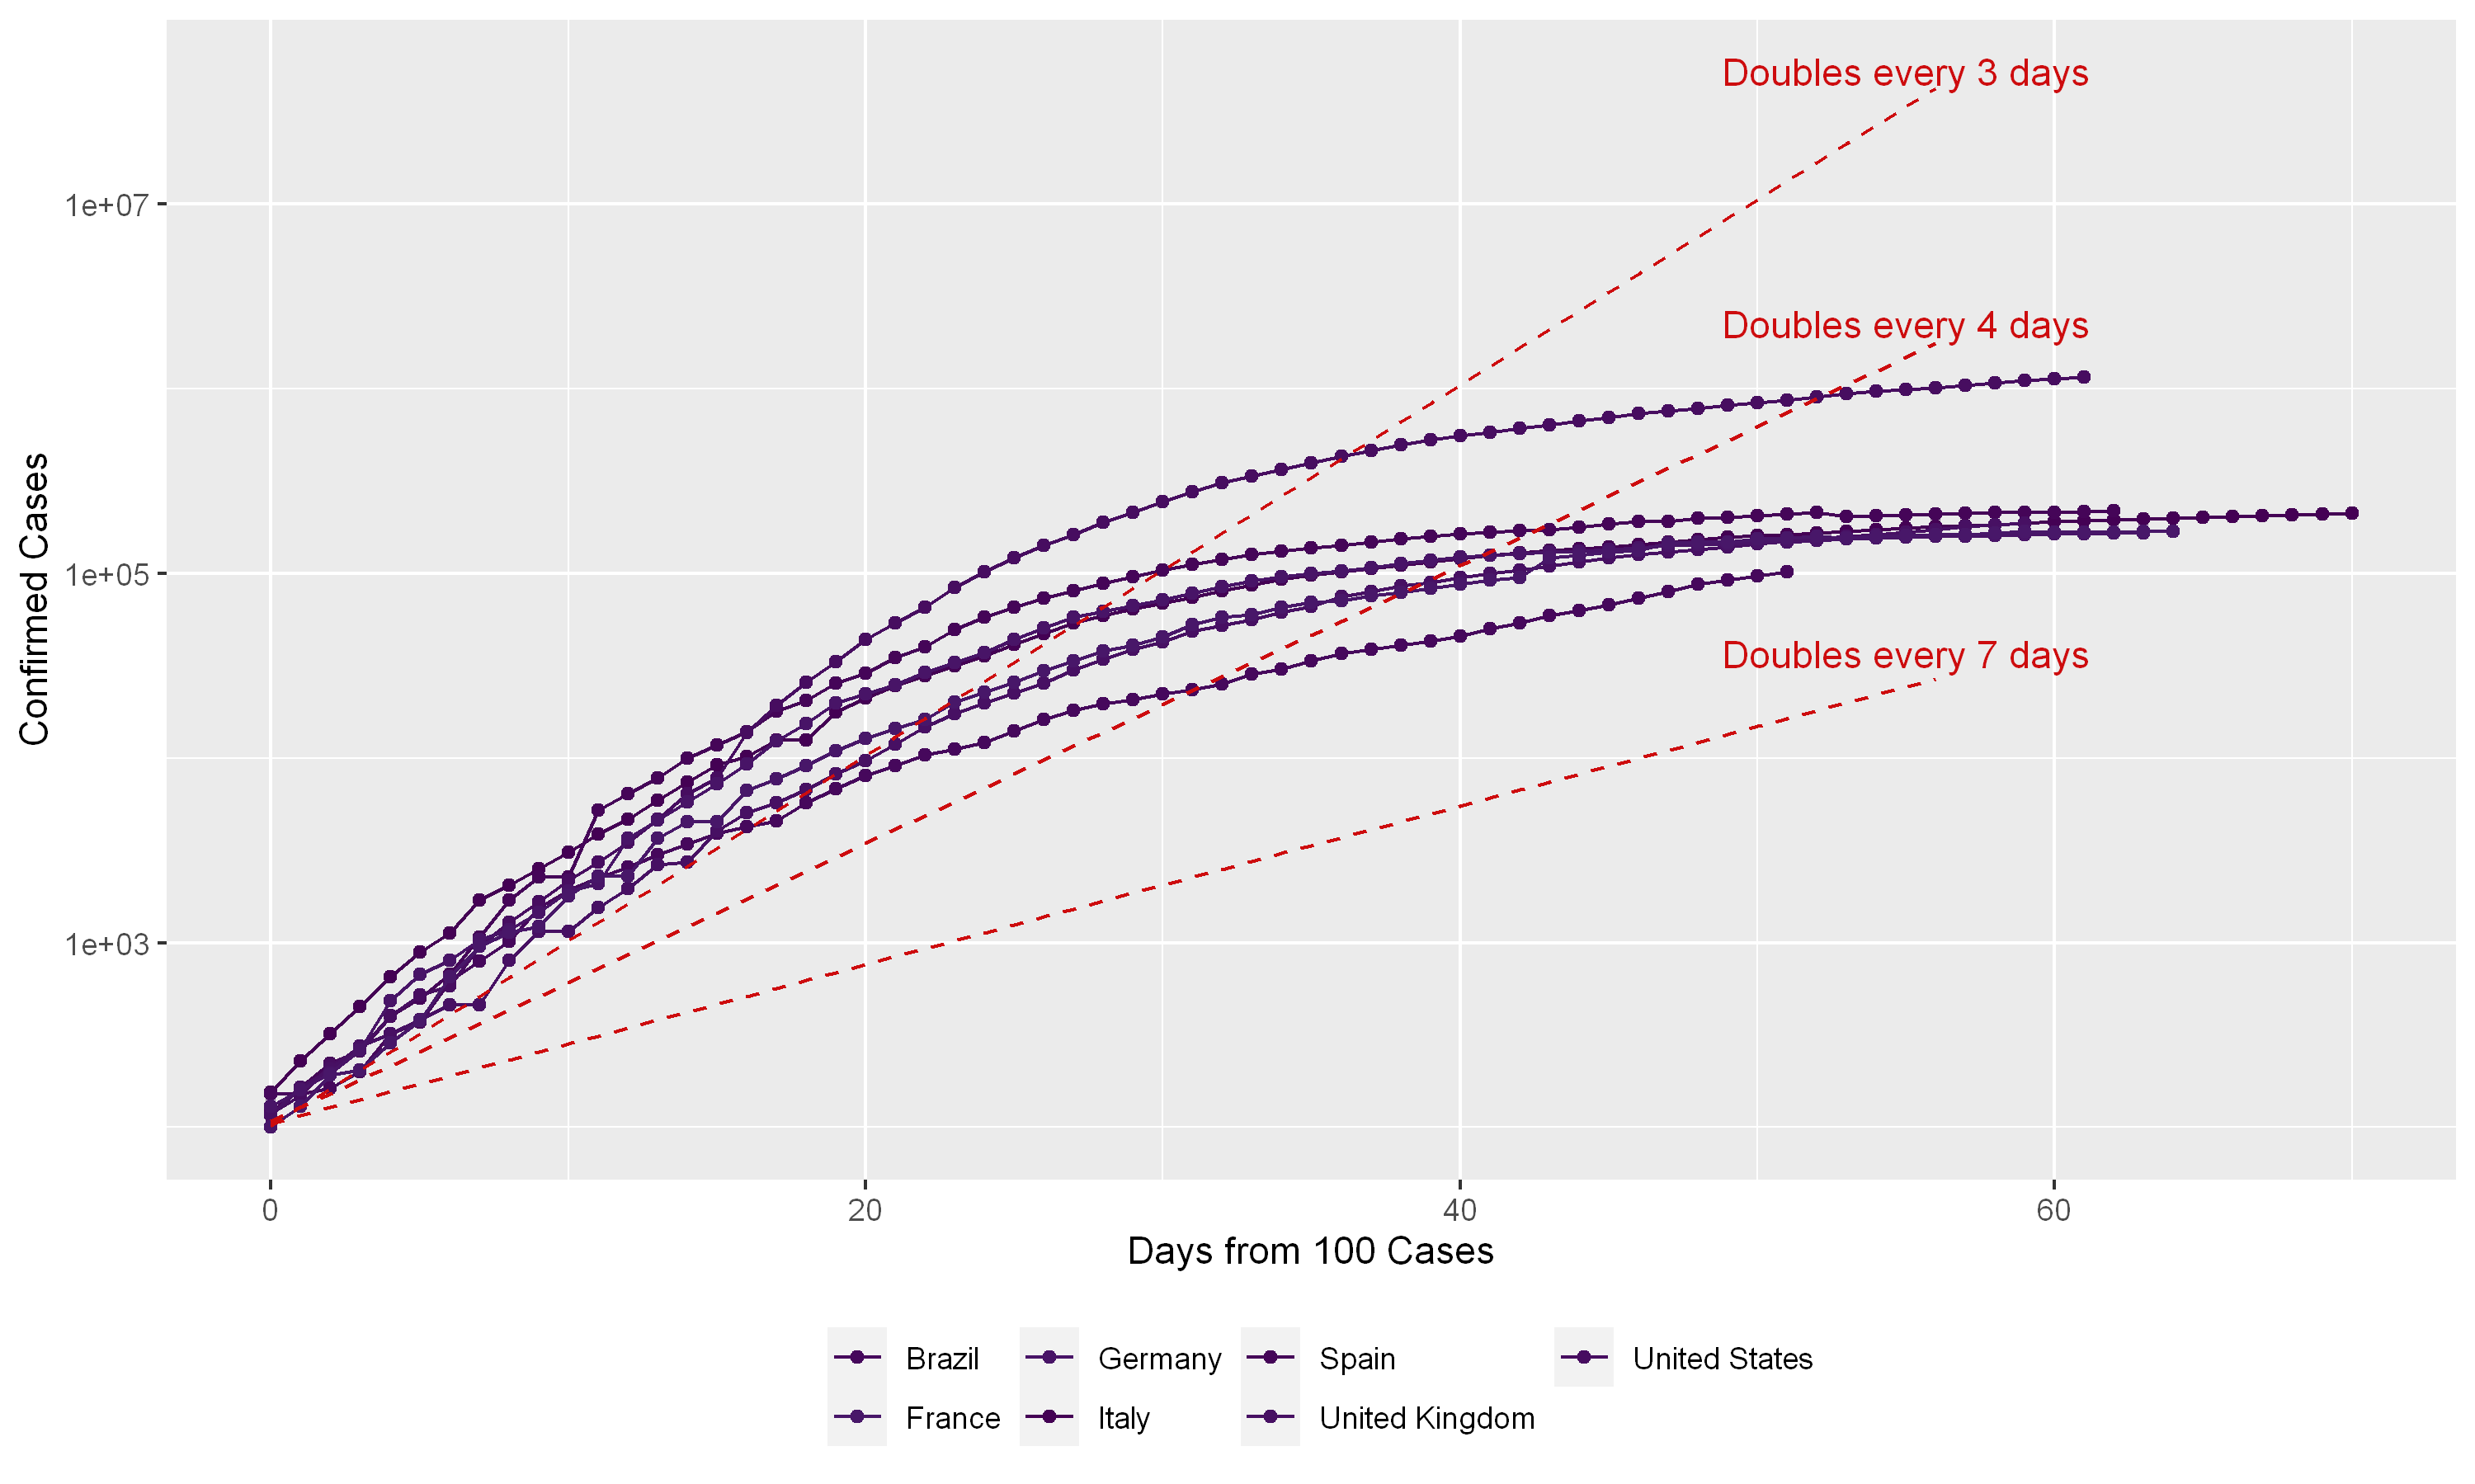 Doubles every 3 days
1e+07
Doubles every 4 days
1e+05
Doubles every 7 days
1e+03
Confirmed Cases
0 20 40 60
Days from 100 Cases
Brazil Germany Spain United States
France Italy United Kingdom